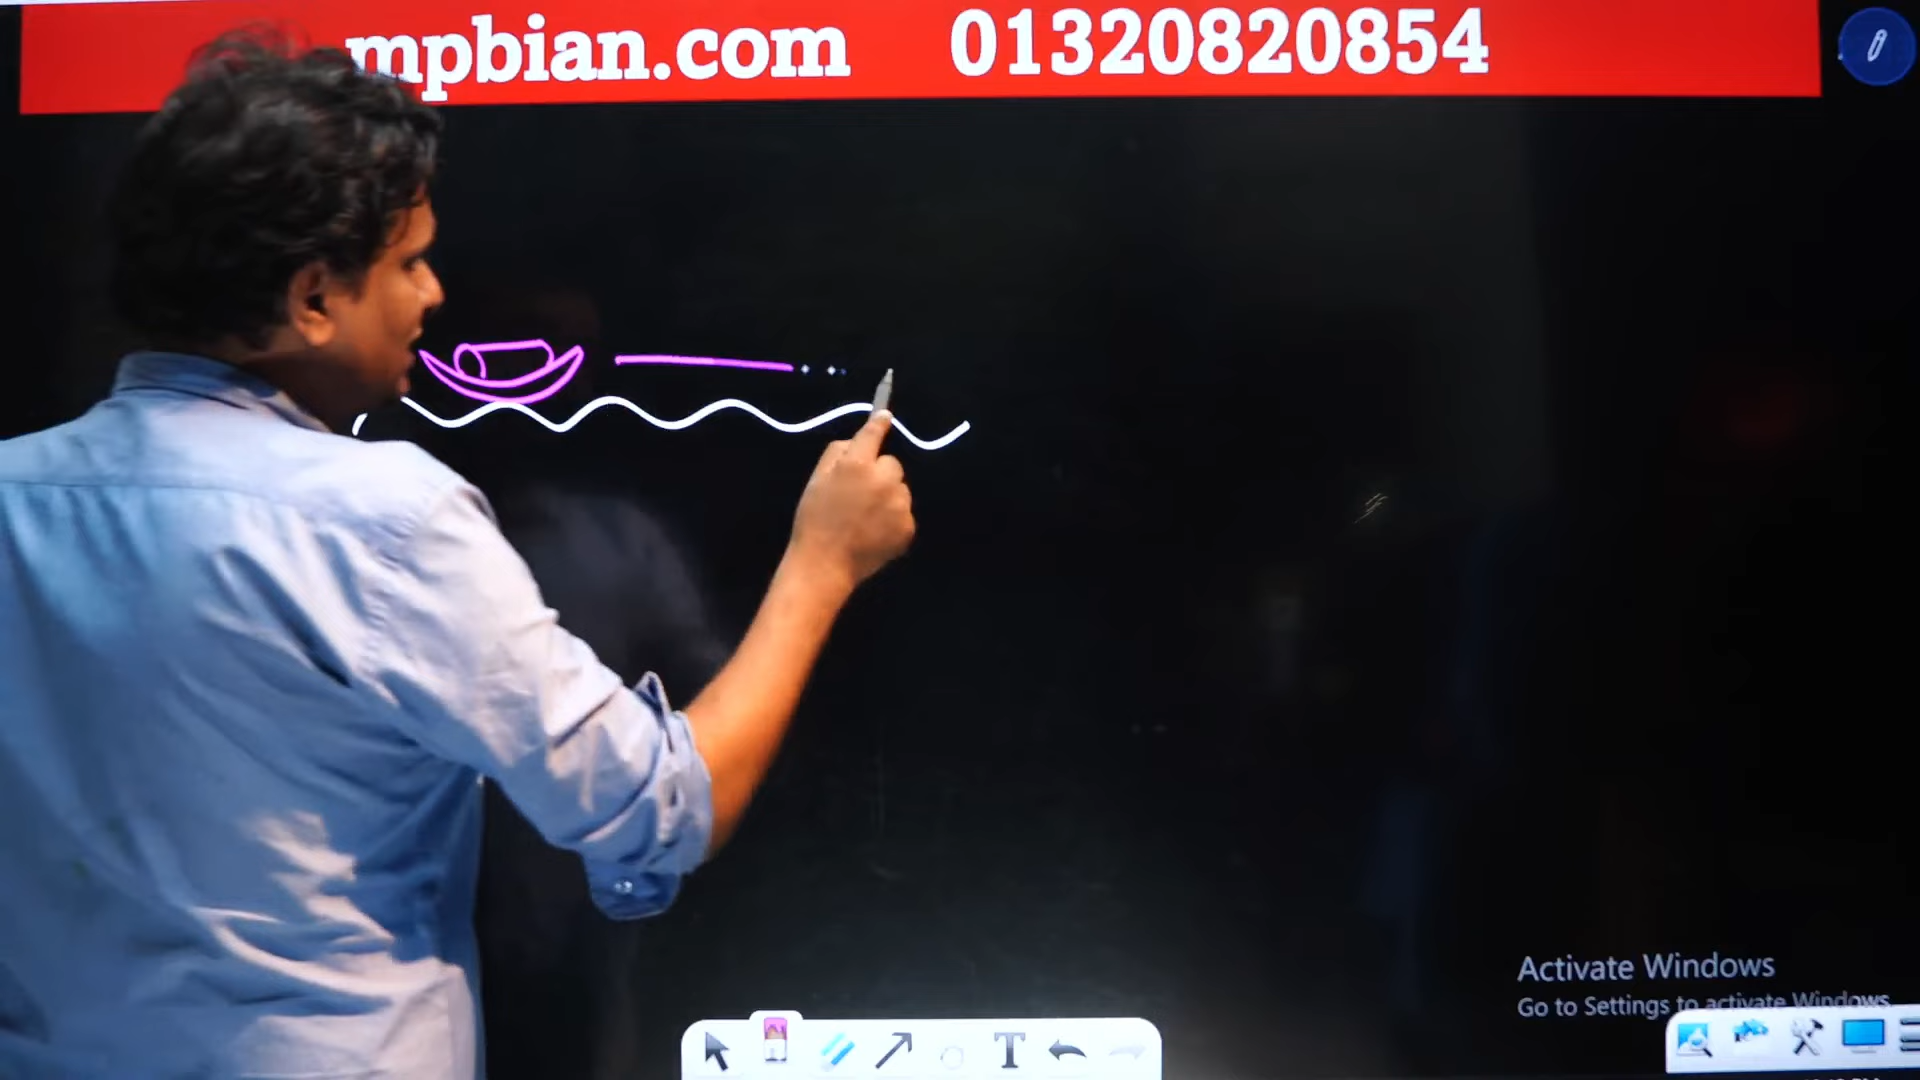 mpbian.com 01320820854
Activate Windows
Go to Settings to activate Windows.
T